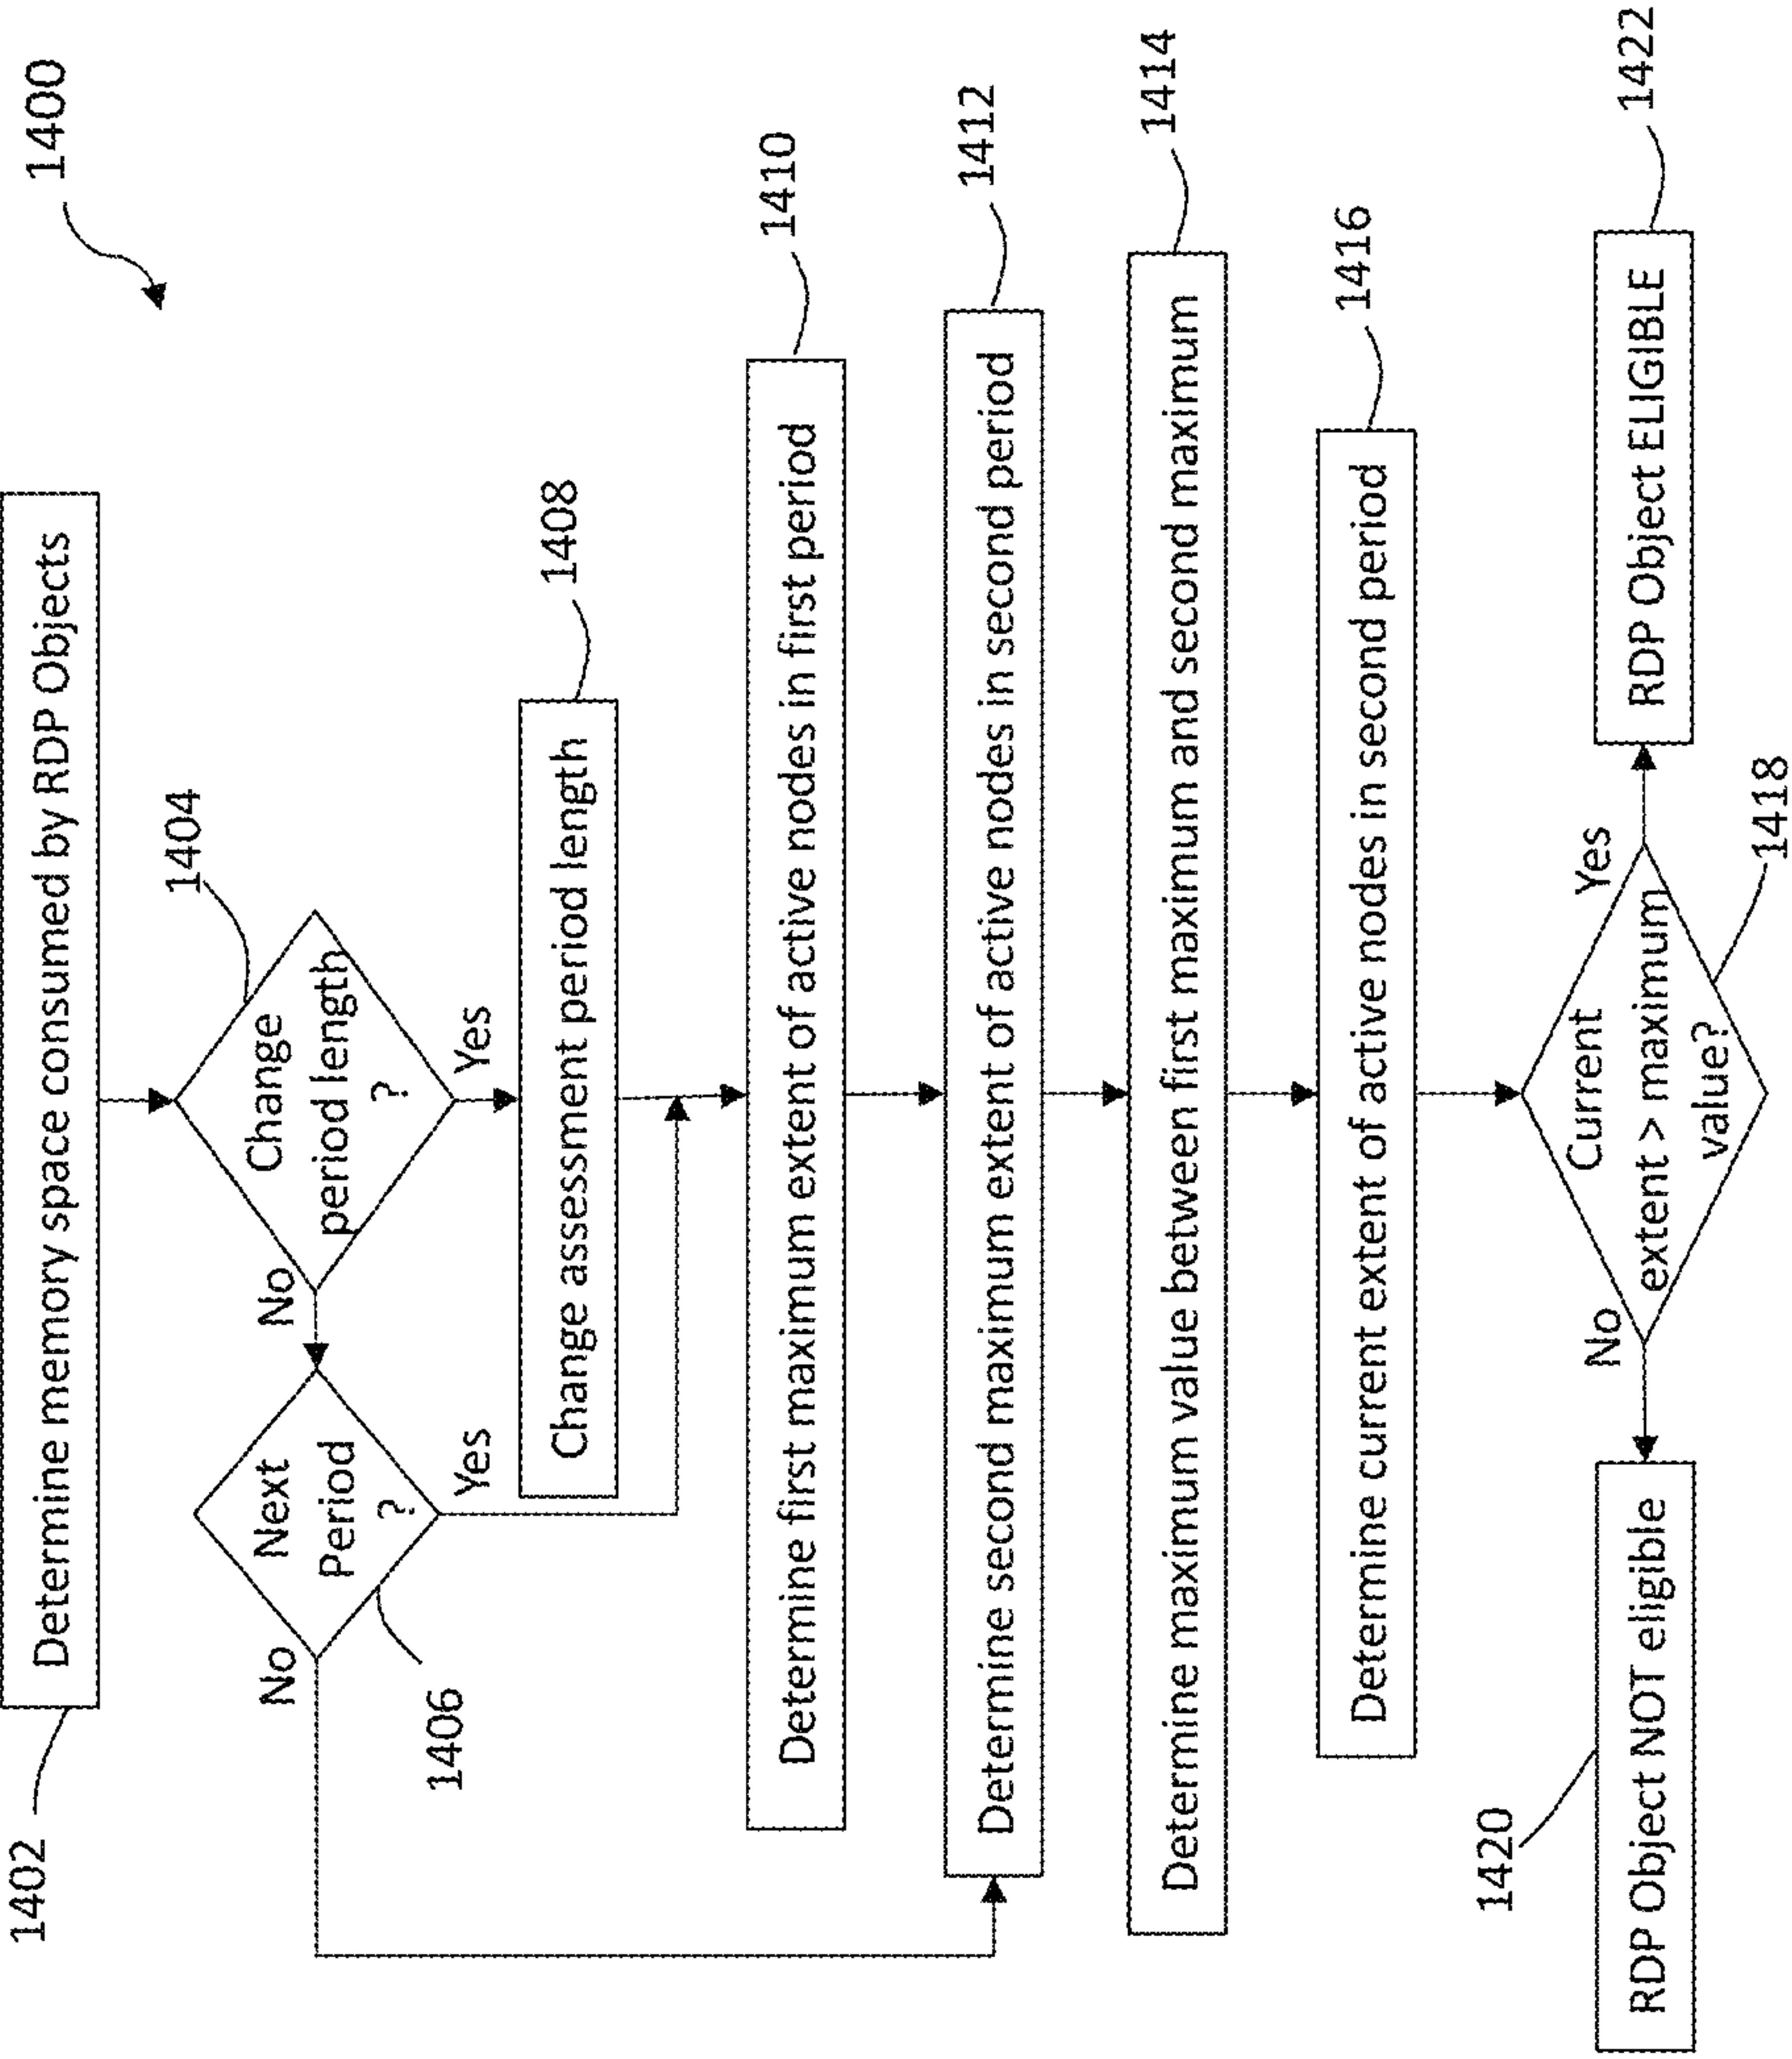 1400
1402
Determine memory space consumed by RDP Objects
1404
Change
period length
?
No
Yes
Next
Period
?
No
Yes
1406
Change assessment period length
1408
Determine first maximum extent of active nodes in first period
1410
Determine second maximum extent of active nodes in second period
1412
Determine maximum value between first maximum and second maximum
1414
Determine current extent of active nodes in second period
1416
Current
extent > maximum
value?
No
Yes
1418
RDP Object NOT eligible
1420
RDP Object ELIGIBLE
1422